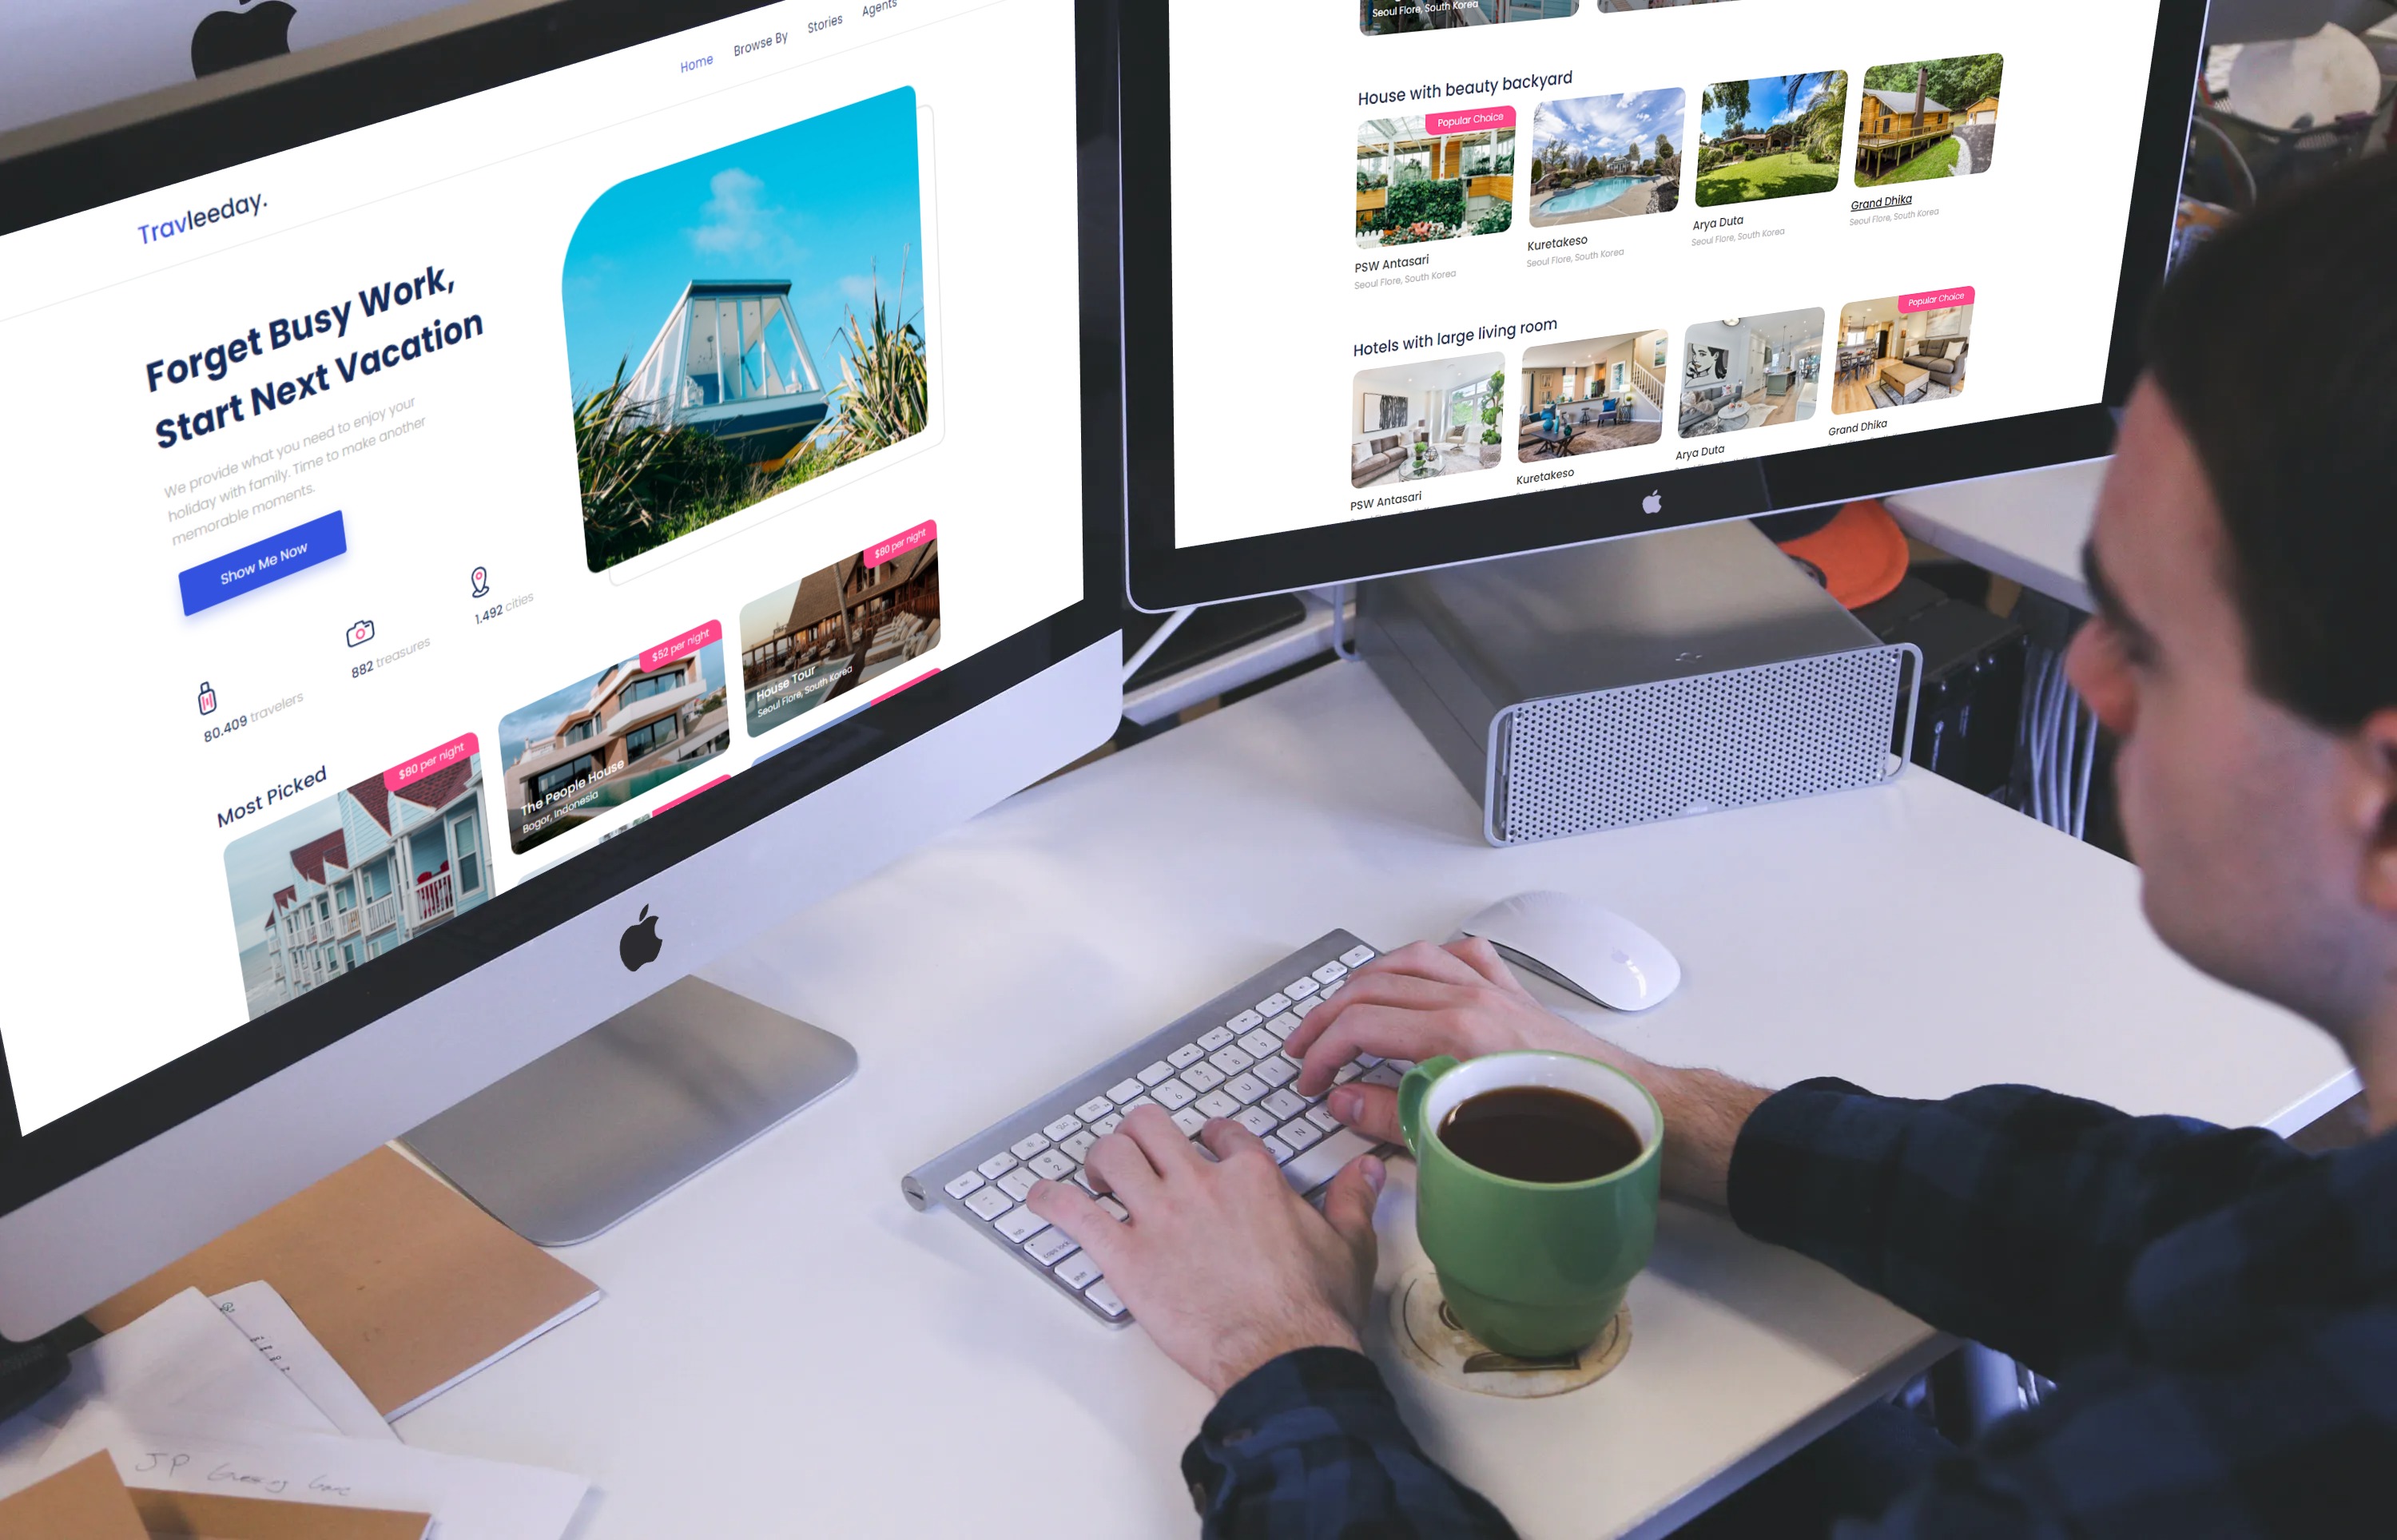 Home
Browse By
Stories
Agents
Travleeday.
Forget Busy Work,
Start Next Vacation
We provide what you need to enjoy your
holiday with family. Time to make another
memorable moments.
Show Me Now
80.409 travelers
882 treasures
1.492 cities
Most Picked
$80 per night
$52 per night
The People House
Bogor, Indonesia
$80 per night
House Tour
Seoul Flore, South Korea
Seoul Flore, South Korea
House with beauty backyard
Popular Choice
PSW Antasari
Seoul Flore, South Korea
Kuretakeso
Seoul Flore, South Korea
Arya Duta
Seoul Flore, South Korea
Grand Dhika
Seoul Flore, South Korea
Hotels with large living room
Popular Choice
PSW Antasari
Kuretakeso
Arya Duta
Grand Dhika
JP